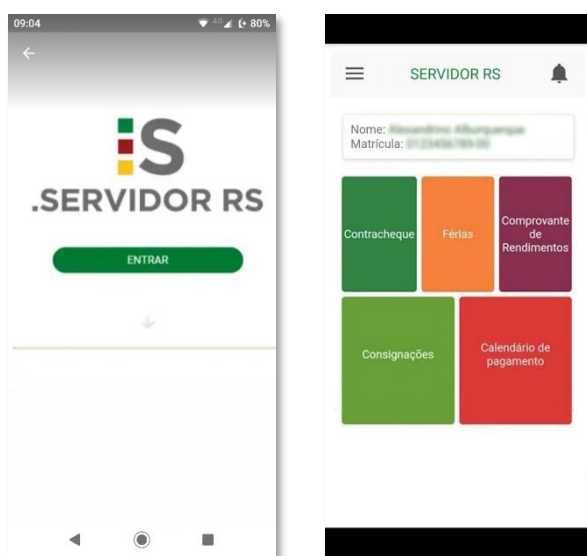 09:04
4G
80%
S
.SERVIDOR RS
ENTRAR
SERVIDOR RS
Nome:
Matrícula:
Contracheque
Férias
Comprovante
de
Rendimentos
Consignações
Calendário de
pagamento